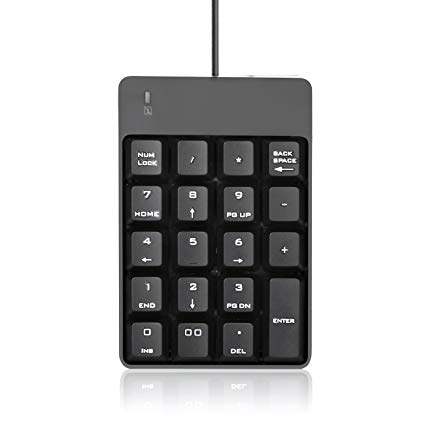 NUM
LOCK
/
*
BACK
SPACE
←
7
HOME
8
↑
9
PG UP
-
4
←
5
6
→
+
1
END
2
↓
3
PG DN
ENTER
0
INS
00
.
DEL